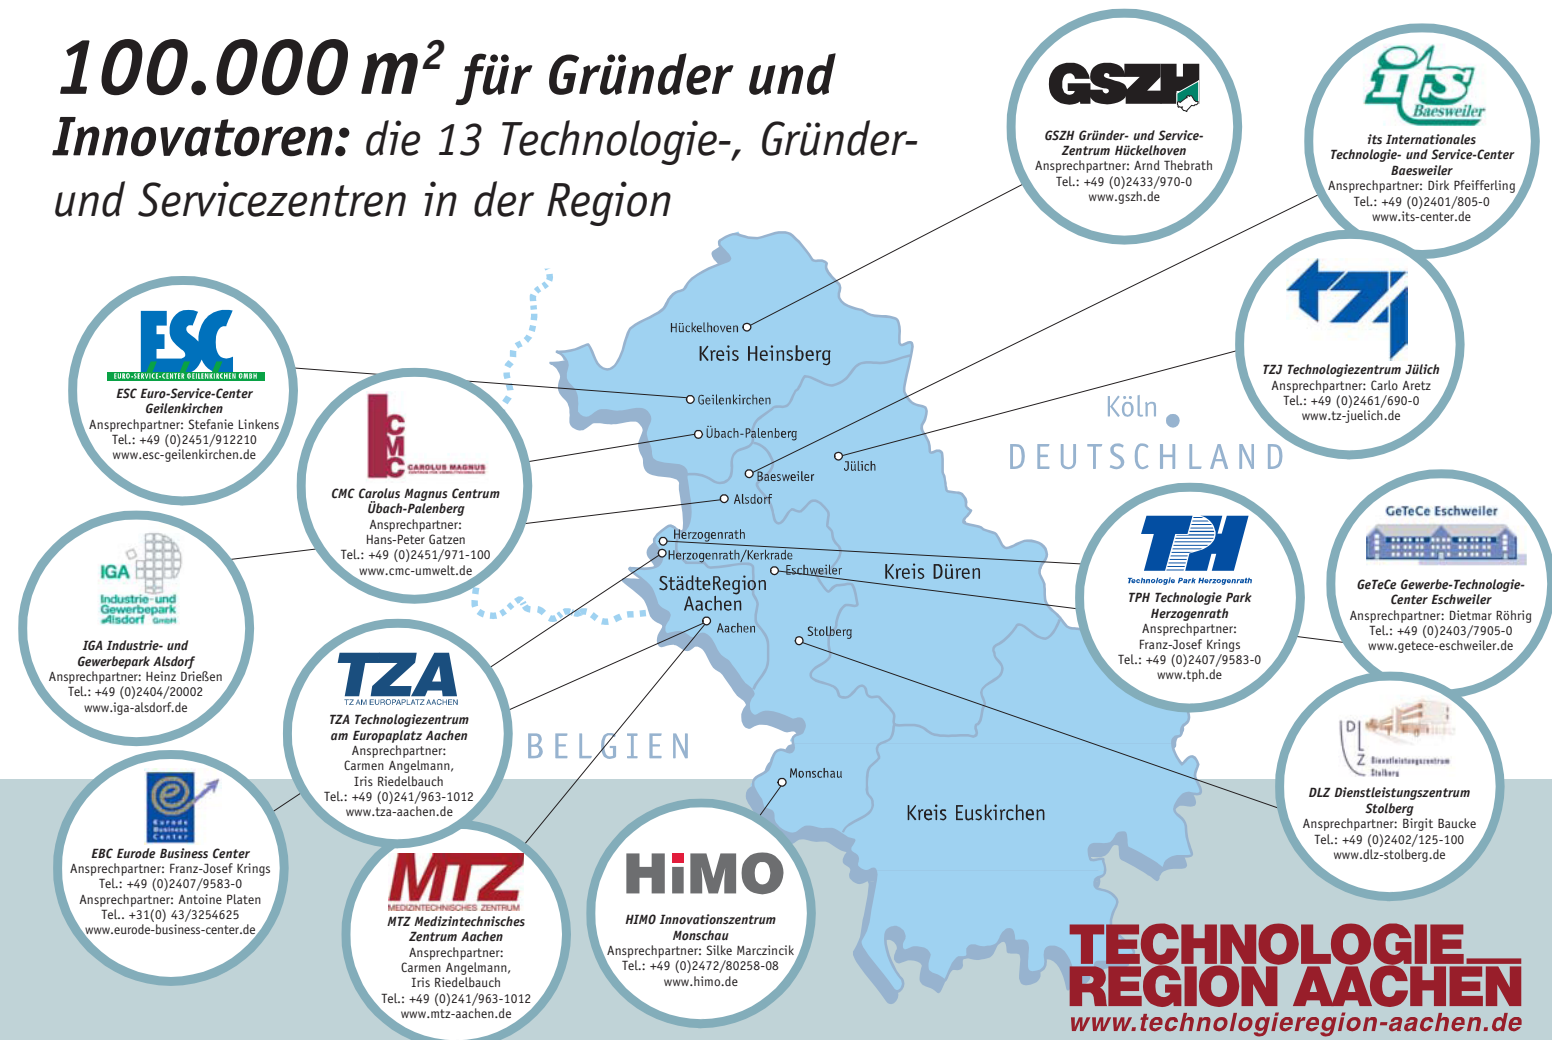 100.000 m² für Gründer und
Innovatoren: die 13 Technologie-, Gründer-
und Servicezentren in der Region
GSZH
GSZH Gründer- und Service-
Zentrum Hückelhoven
Ansprechpartner: Arnd Thebrath
Tel.: +49 (0)2433/970-0
www.gszh.de
its
Baesweiler
its Internationales
Technologie- und Service-Center
Baesweiler
Ansprechpartner: Dirk Pfeifferling
Tel.: +49 (0)2401/805-0
www.its-center.de
TZJ
TZJ Technologiezentrum Jülich
Ansprechpartner: Carlo Aretz
Tel.: +49 (0)2461/690-0
www.tz-juelich.de
ESC
EURO-SERVICE-CENTER GEILENKIRCHEN GMBH
ESC Euro-Service-Center
Geilenkirchen
Ansprechpartner: Stefanie Linkens
Tel.: +49 (0)2451/912210
www.esc-geilenkirchen.de
CMC
CAROLUS MAGNUS
CMC Carolus Magnus Centrum
Übach-Palenberg
Ansprechpartner:
Hans-Peter Gatzen
Tel.: +49 (0)2451/971-100
www.cmc-umwelt.de
IGA
Industrie- und
Gewerbepark
Alsdorf GmbH
IGA Industrie- und
Gewerbepark Alsdorf
Ansprechpartner: Heinz Drießen
Tel.: +49 (0)2404/20002
www.iga-alsdorf.de
TZA
TZ AM EUROPAPLATZ AACHEN
TZA Technologiezentrum
am Europaplatz Aachen
Ansprechpartner:
Carmen Angelmann,
Iris Riedelbauch
Tel.: +49 (0)241/963-1012
www.tza-aachen.de
Eurode
Business
Center
EBC Eurode Business Center
Ansprechpartner: Franz-Josef Krings
Tel.: +49 (0)2407/9583-0
Ansprechpartner: Antoine Platen
Tel.. +31(0) 43/3254625
www.eurode-business-center.de
MTZ
MEDIZINTECHNISCHES ZENTRUM
MTZ Medizintechnisches
Zentrum Aachen
Ansprechpartner:
Carmen Angelmann,
Iris Riedelbauch
Tel.: +49 (0)241/963-1012
www.mtz-aachen.de
HiMO
HIMO Innovationszentrum
Monschau
Ansprechpartner: Silke Marczincik
Tel.: +49 (0)2472/80258-08
www.himo.de
TPH
Technologie Park Herzogenrath
TPH Technologie Park
Herzogenrath
Ansprechpartner:
Franz-Josef Krings
Tel.: +49 (0)2407/9583-0
www.tph.de
GeTeCe Eschweiler
GeTeCe Gewerbe-Technologie-
Center Eschweiler
Ansprechpartner: Dietmar Röhrig
Tel.: +49 (0)2403/7905-0
www.getece-eschweiler.de
DLZ
Dienstleistungszentrum
Stolberg
DLZ Dienstleistungszentrum
Stolberg
Ansprechpartner: Birgit Baucke
Tel.: +49 (0)2402/125-100
www.dlz-stolberg.de
Hückelhoven
Kreis Heinsberg
Geilenkirchen
Übach-Palenberg
Baesweiler
Jülich
Alsdorf
Herzogenrath
Herzogenrath/Kerkrade
Eschweiler
StädteRegion
Aachen
Kreis Düren
Aachen
Stolberg
Monschau
Kreis Euskirchen
Köln
DEUTSCHLAND
BELGIEN
TECHNOLOGIE_
REGION AACHEN
www.technologieregion-aachen.de